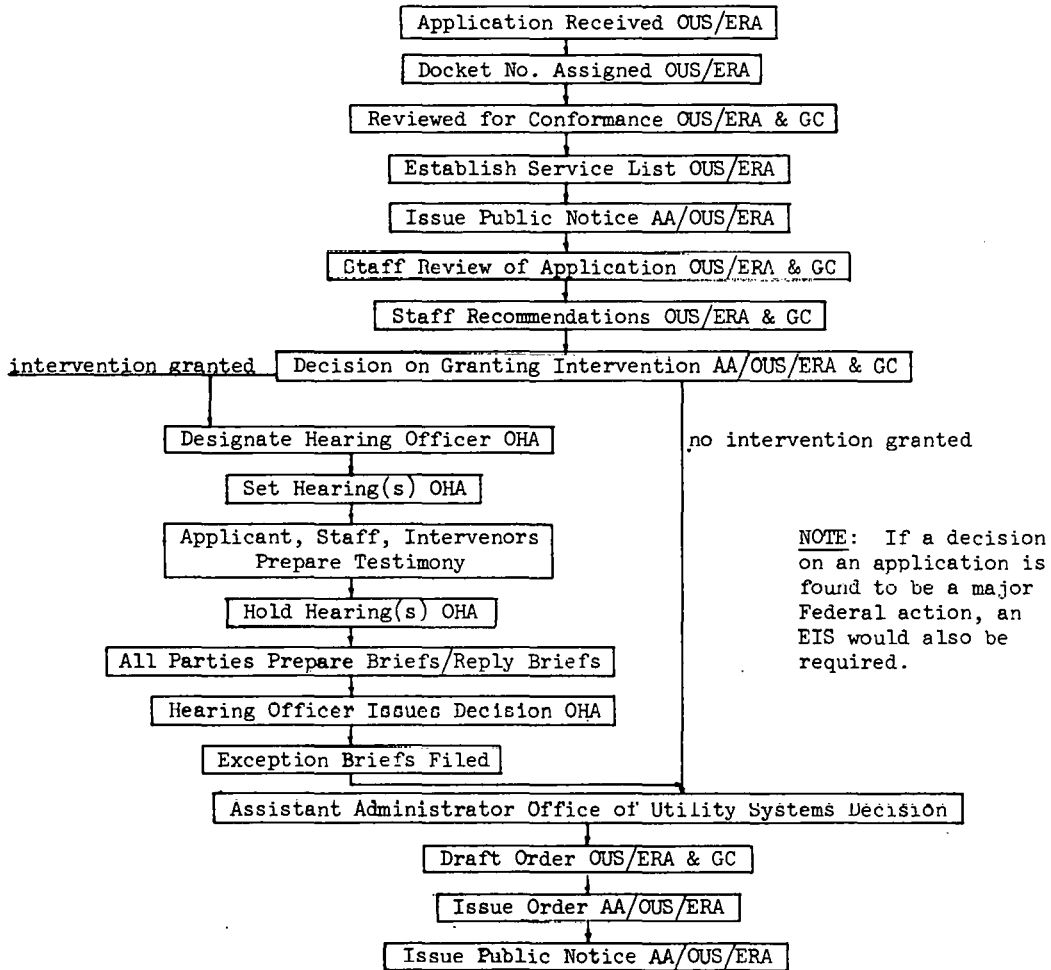 Application Received OUS/ERA
Docket No. Assigned OUS/ERA
Reviewed for Conformance OUS/ERA & GC
Establish Service List OUS/ERA
Issue Public Notice AA/OUS/ERA
Staff Review of Application OUS/ERA & GC
Staff Recommendations OUS/ERA & GC
intervention granted
Decision on Granting Intervention AA/OUS/ERA & GC
Designate Hearing Officer OHA
no intervention granted
Set Hearing(s) OHA
Applicant, Staff, Intervenors
Prepare Testimony
NOTE: If a decision
on an application is
found to be a major
Federal action, an
EIS would also be
required.
Hold Hearing(s) OHA
All Parties Prepare Briefs/Reply Briefs
Hearing Officer Issues Decision OHA
Exception Briefs Filed
Assistant Administrator Office of Utility Systems Decision
Draft Order OUS/ERA & GC
Issue Order AA/OUS/ERA
Issue Public Notice AA/OUS/ERA